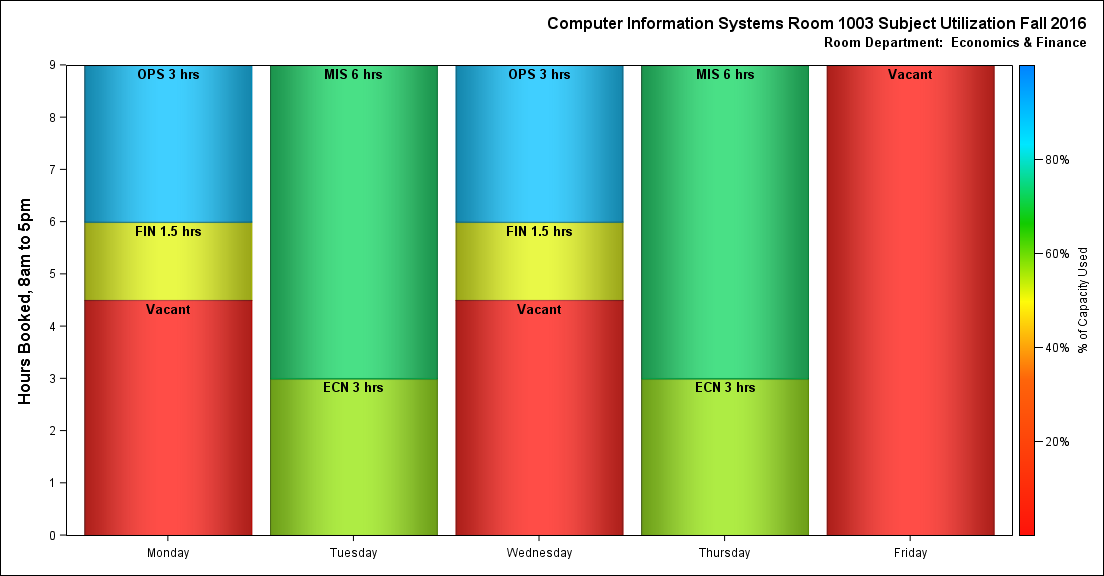 Computer Information Systems Room 1003 Subject Utilization Fall 2016
Room Department: Economics & Finance
Hours Booked, 8am to 5pm
9
8
7
6
5
4
3
2
1
0
OPS 3 hrs
FIN 1.5 hrs
Vacant
MIS 6 hrs
ECN 3 hrs
OPS 3 hrs
FIN 1.5 hrs
Vacant
MIS 6 hrs
ECN 3 hrs
Vacant
Monday
Tuesday
Wednesday
Thursday
Friday
80%
60%
40%
20%
% of Capacity Used